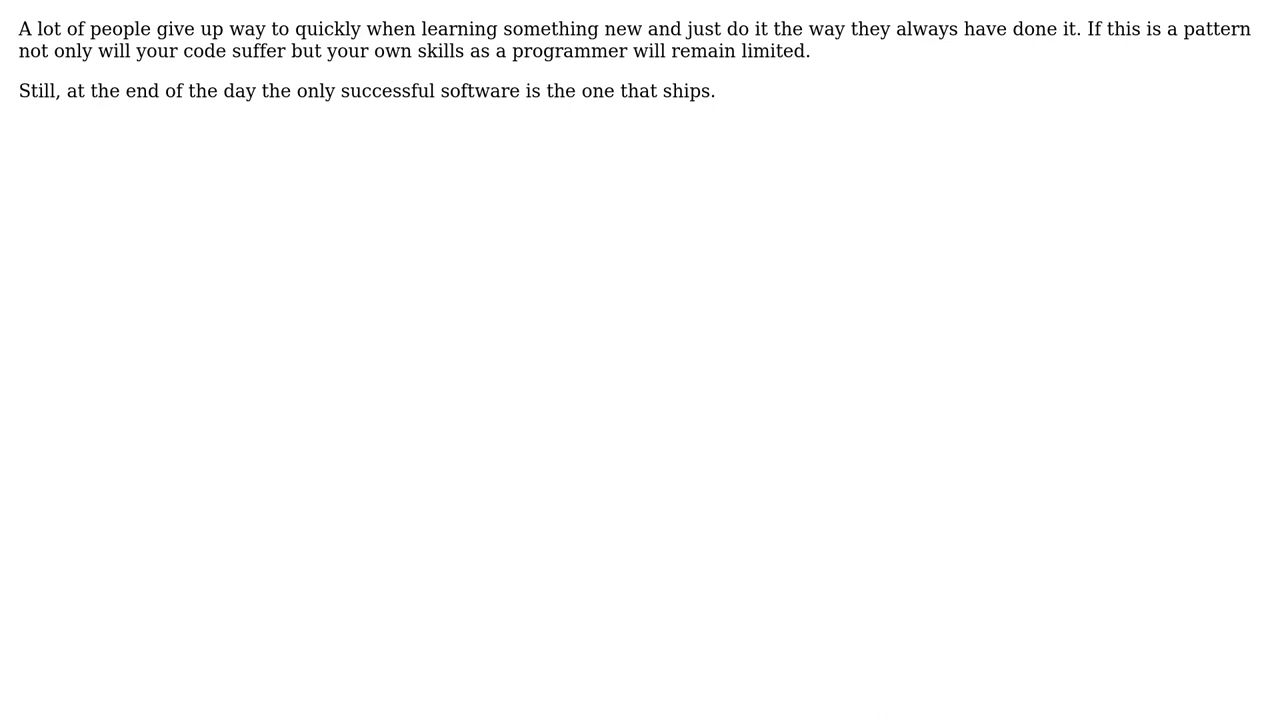 A lot of people give up way to quickly when learning something new and just do it the way they always have done it. If this is a pattern
not only will your code suffer but your own skills as a programmer will remain limited.
Still, at the end of the day the only successful software is the one that ships.